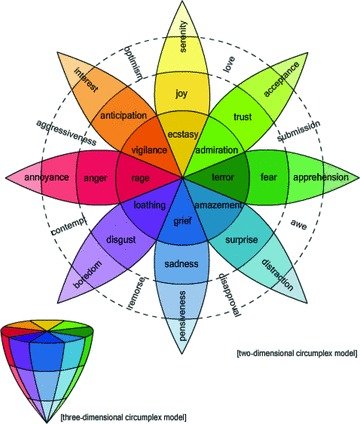 serenity
optimism
love
interest
acceptance
joy
anticipation
trust
aggressiveness
submission
ecstasy
vigilance
admiration
annoyance
anger
rage
terror
fear
apprehension
loathing
amazement
grief
contempt
awe
disgust
surprise
boredom
sadness
distraction
remorse
disapproval
pensiveness
[two-dimensional circumplex model]
[three-dimensional circumplex model]